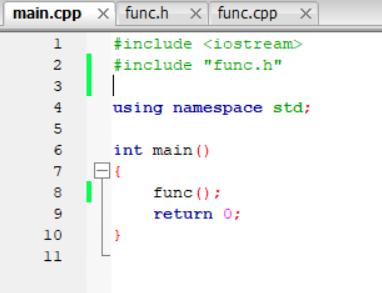 main.cpp × func.h × func.cpp ×
1 #include <iostream>
2 #include "func.h"
3
4 using namespace std;
5
6 int main()
7 {
8     func();
9     return 0;
10 }
11